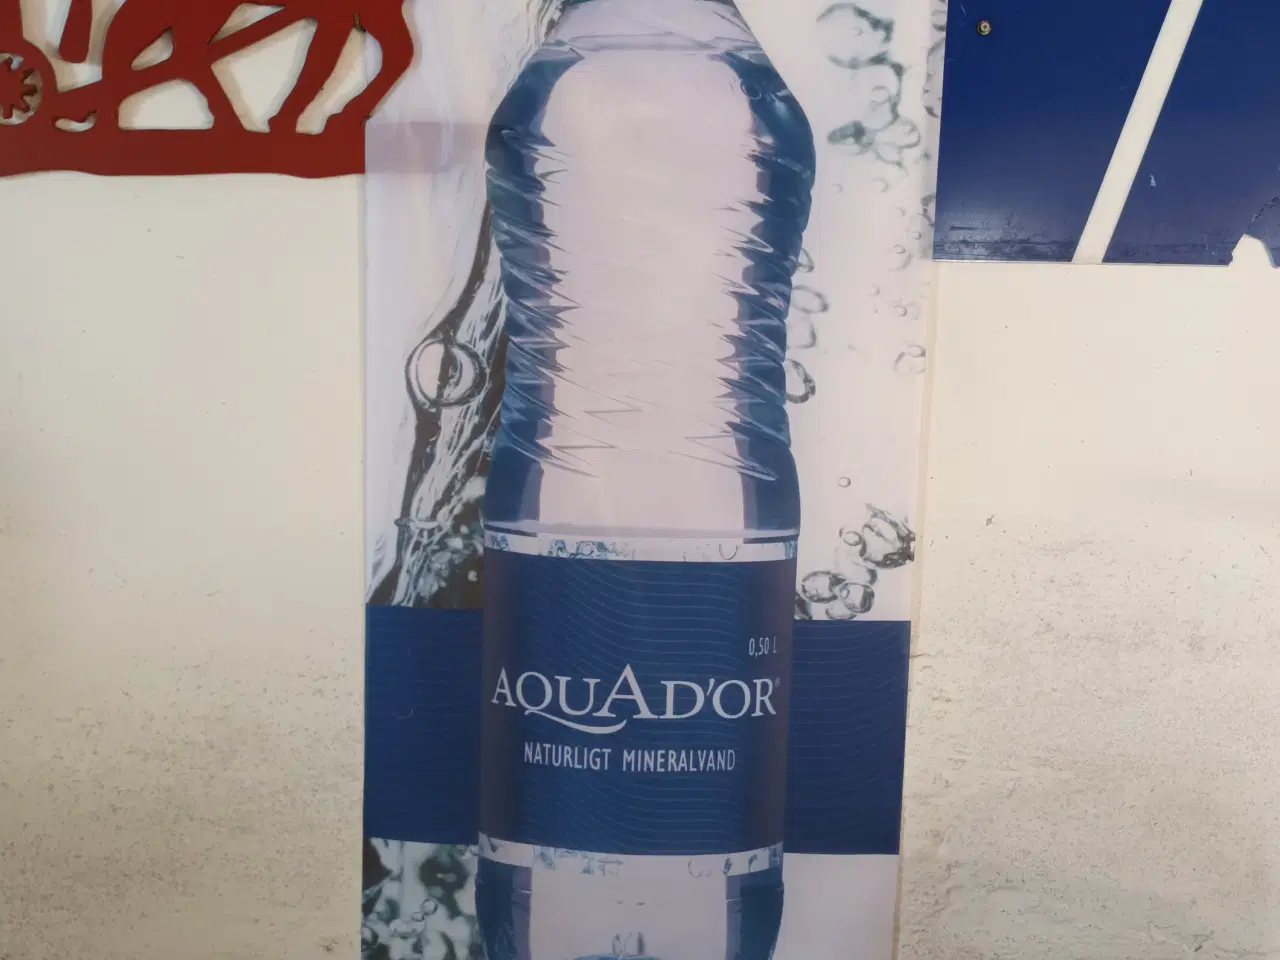 0,50 L
AQUAD'OR®
NATURLIGT MINERALVAND